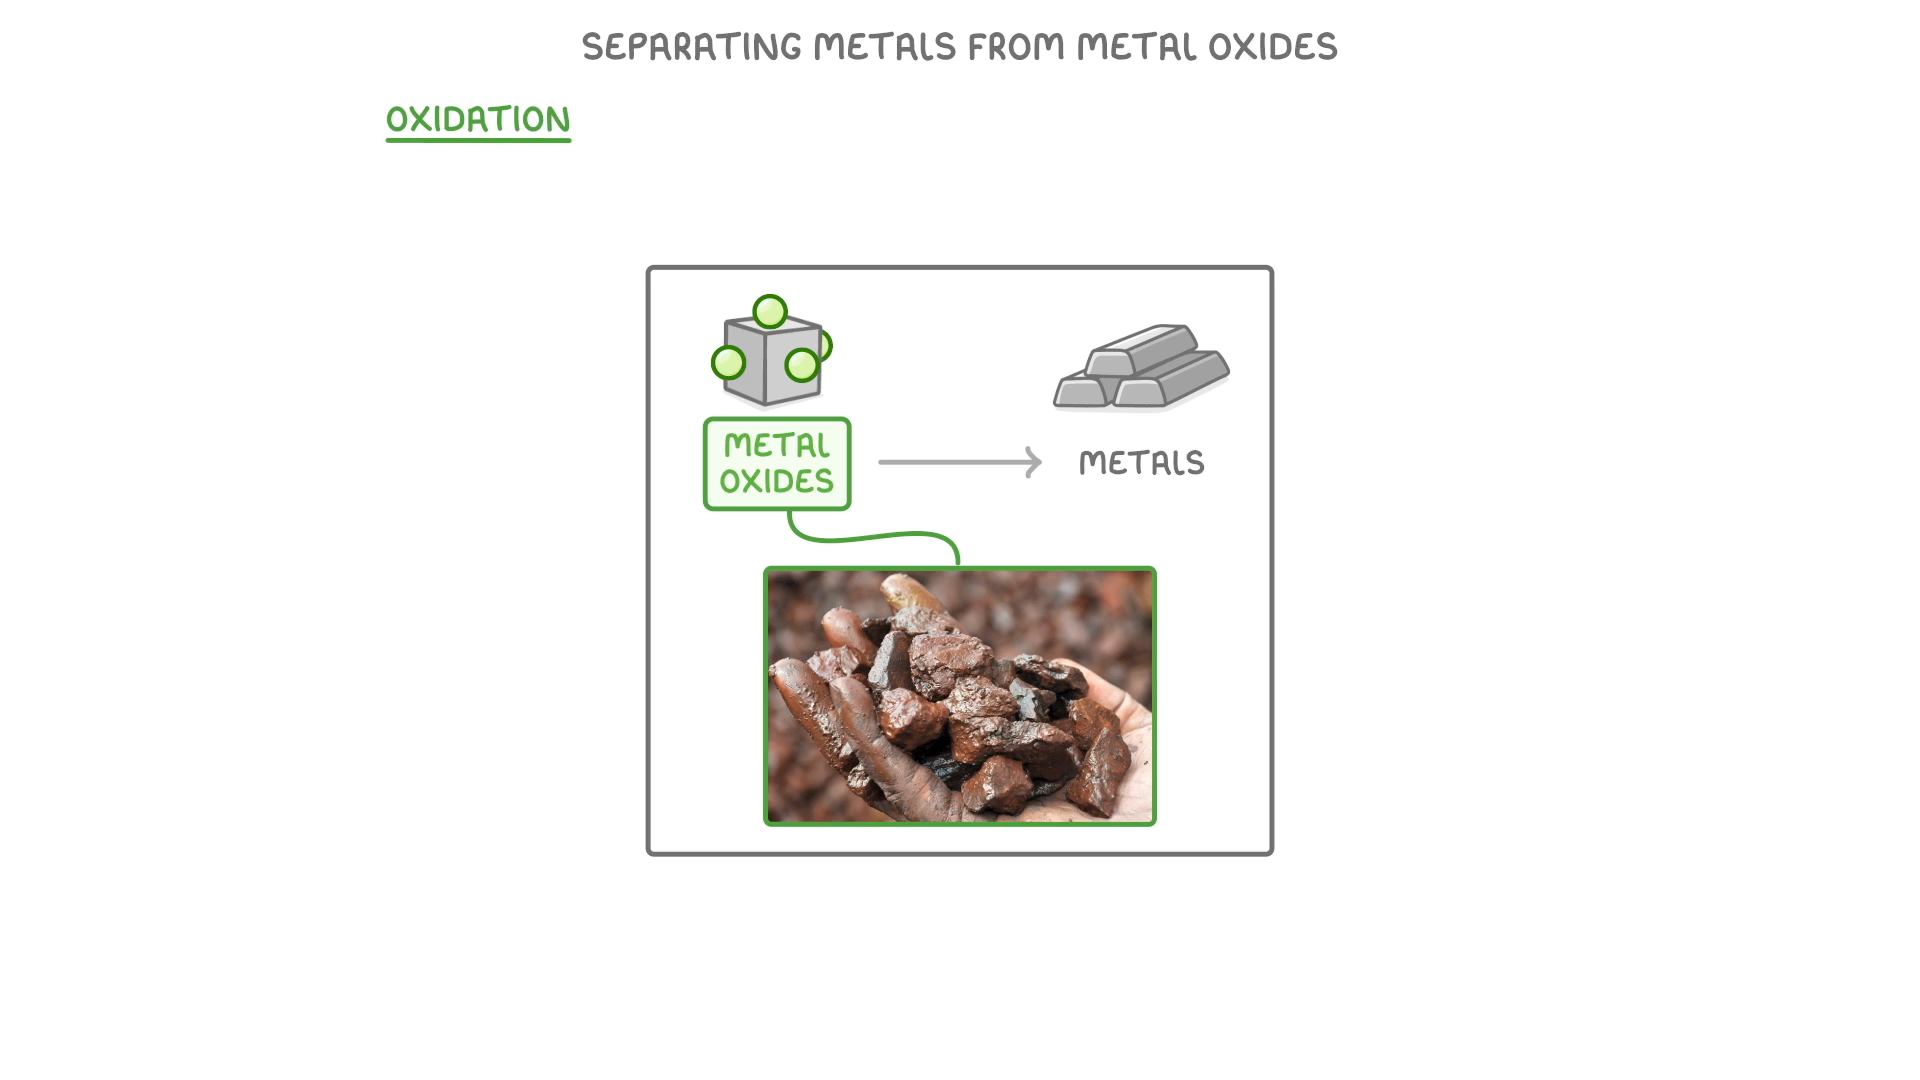 SEPARATING METALS FROM METAL OXIDES
OXIDATION
METAL
OXIDES
METALS